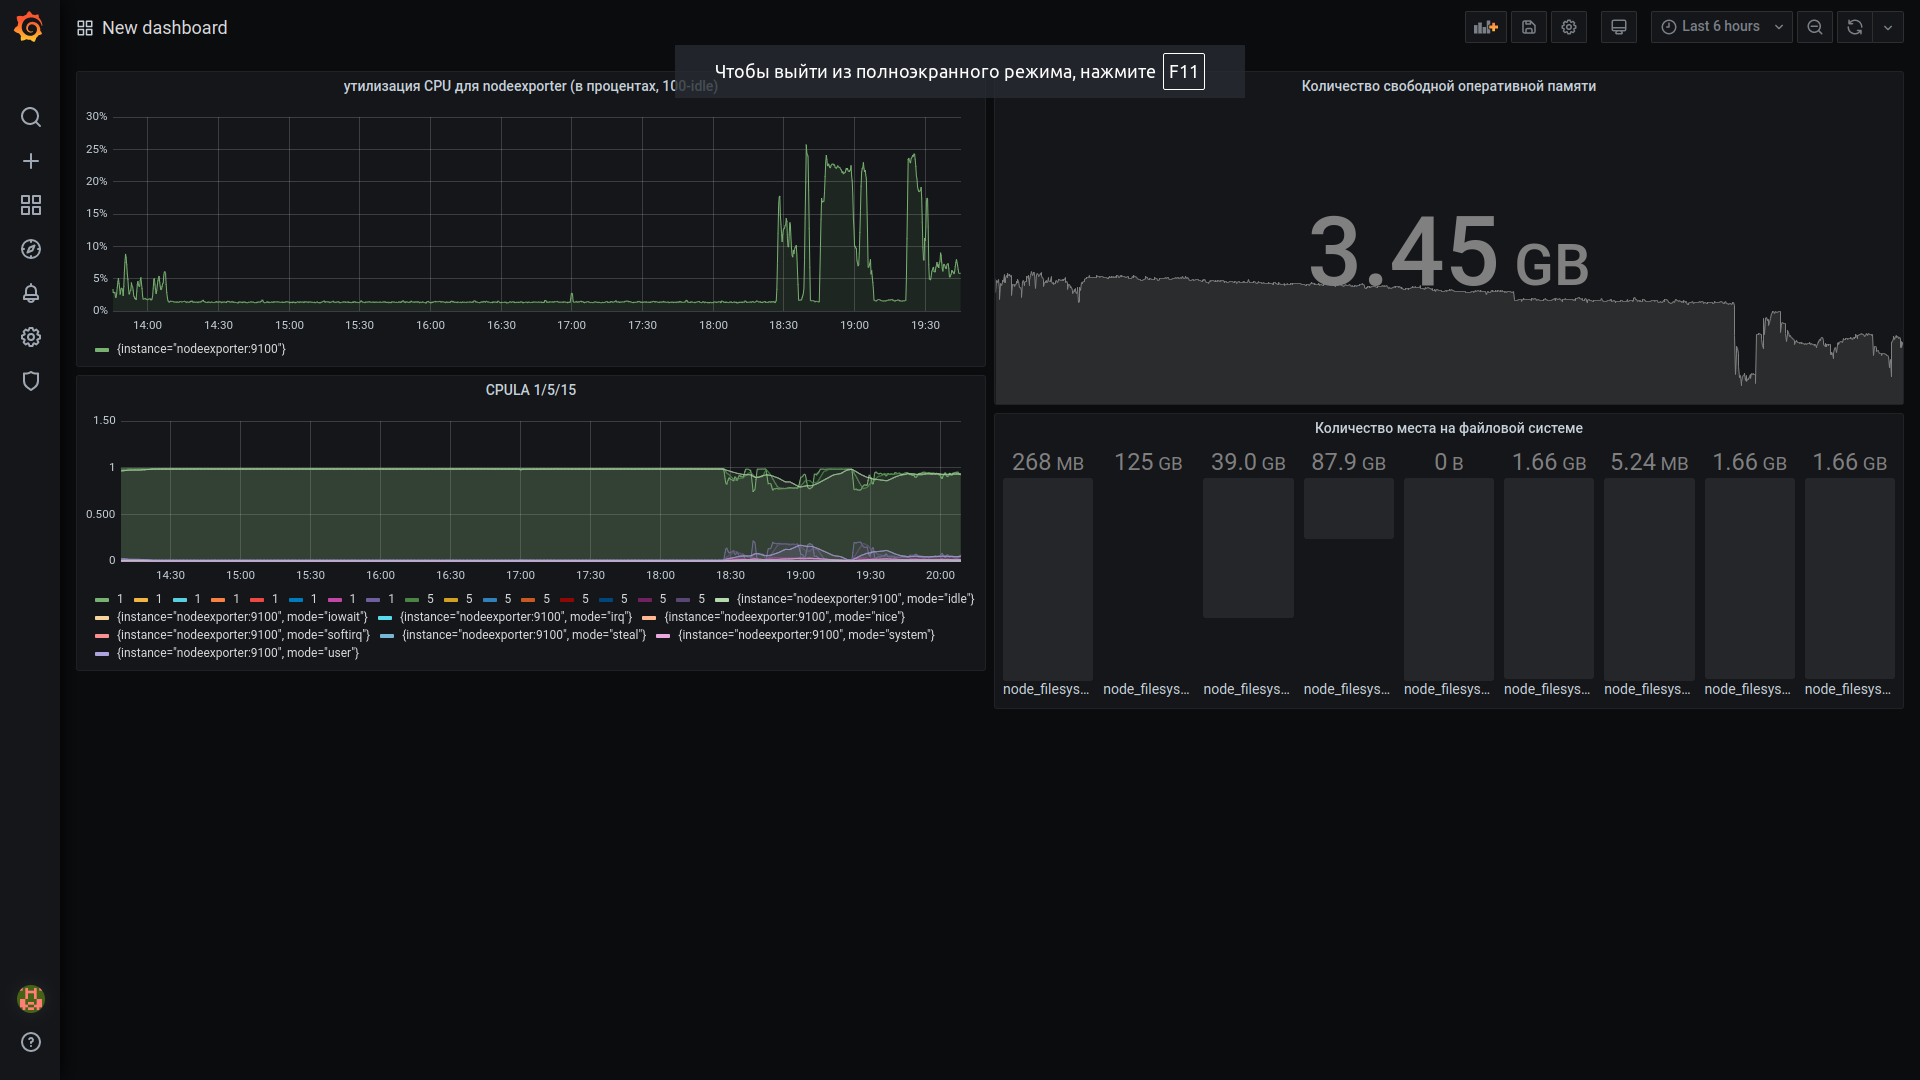 New dashboard
Last 6 hours
Чтобы выйти из полноэкранного режима, нажмите F11
утилизация CPU для nodeexporter (в процентах, 100-idle)
30%
25%
20%
15%
10%
5%
0%
14:00 14:30 15:00 15:30 16:00 16:30 17:00 17:30 18:00 18:30 19:00 19:30
{instance="nodeexporter:9100"}
CPULA 1/5/15
1.50
1
0.500
0
14:30 15:00 15:30 16:00 16:30 17:00 17:30 18:00 18:30 19:00 19:30 20:00
1 1 1 1 1 1 1 1 5 5 5 5 5 5 5 5 {instance="nodeexporter:9100", mode="idle"}
{instance="nodeexporter:9100", mode="iowait"} {instance="nodeexporter:9100", mode="irq"} {instance="nodeexporter:9100", mode="nice"}
{instance="nodeexporter:9100", mode="softirq"} {instance="nodeexporter:9100", mode="steal"} {instance="nodeexporter:9100", mode="system"}
{instance="nodeexporter:9100", mode="user"}
Количество свободной оперативной памяти
3.45 GB
Количество места на файловой системе
268 MB 125 GB 39.0 GB 87.9 GB 0 B 1.66 GB 5.24 MB 1.66 GB 1.66 GB
node_filesys... node_filesys... node_filesys... node_filesys... node_filesys... node_filesys... node_filesys... node_filesys... node_filesys...